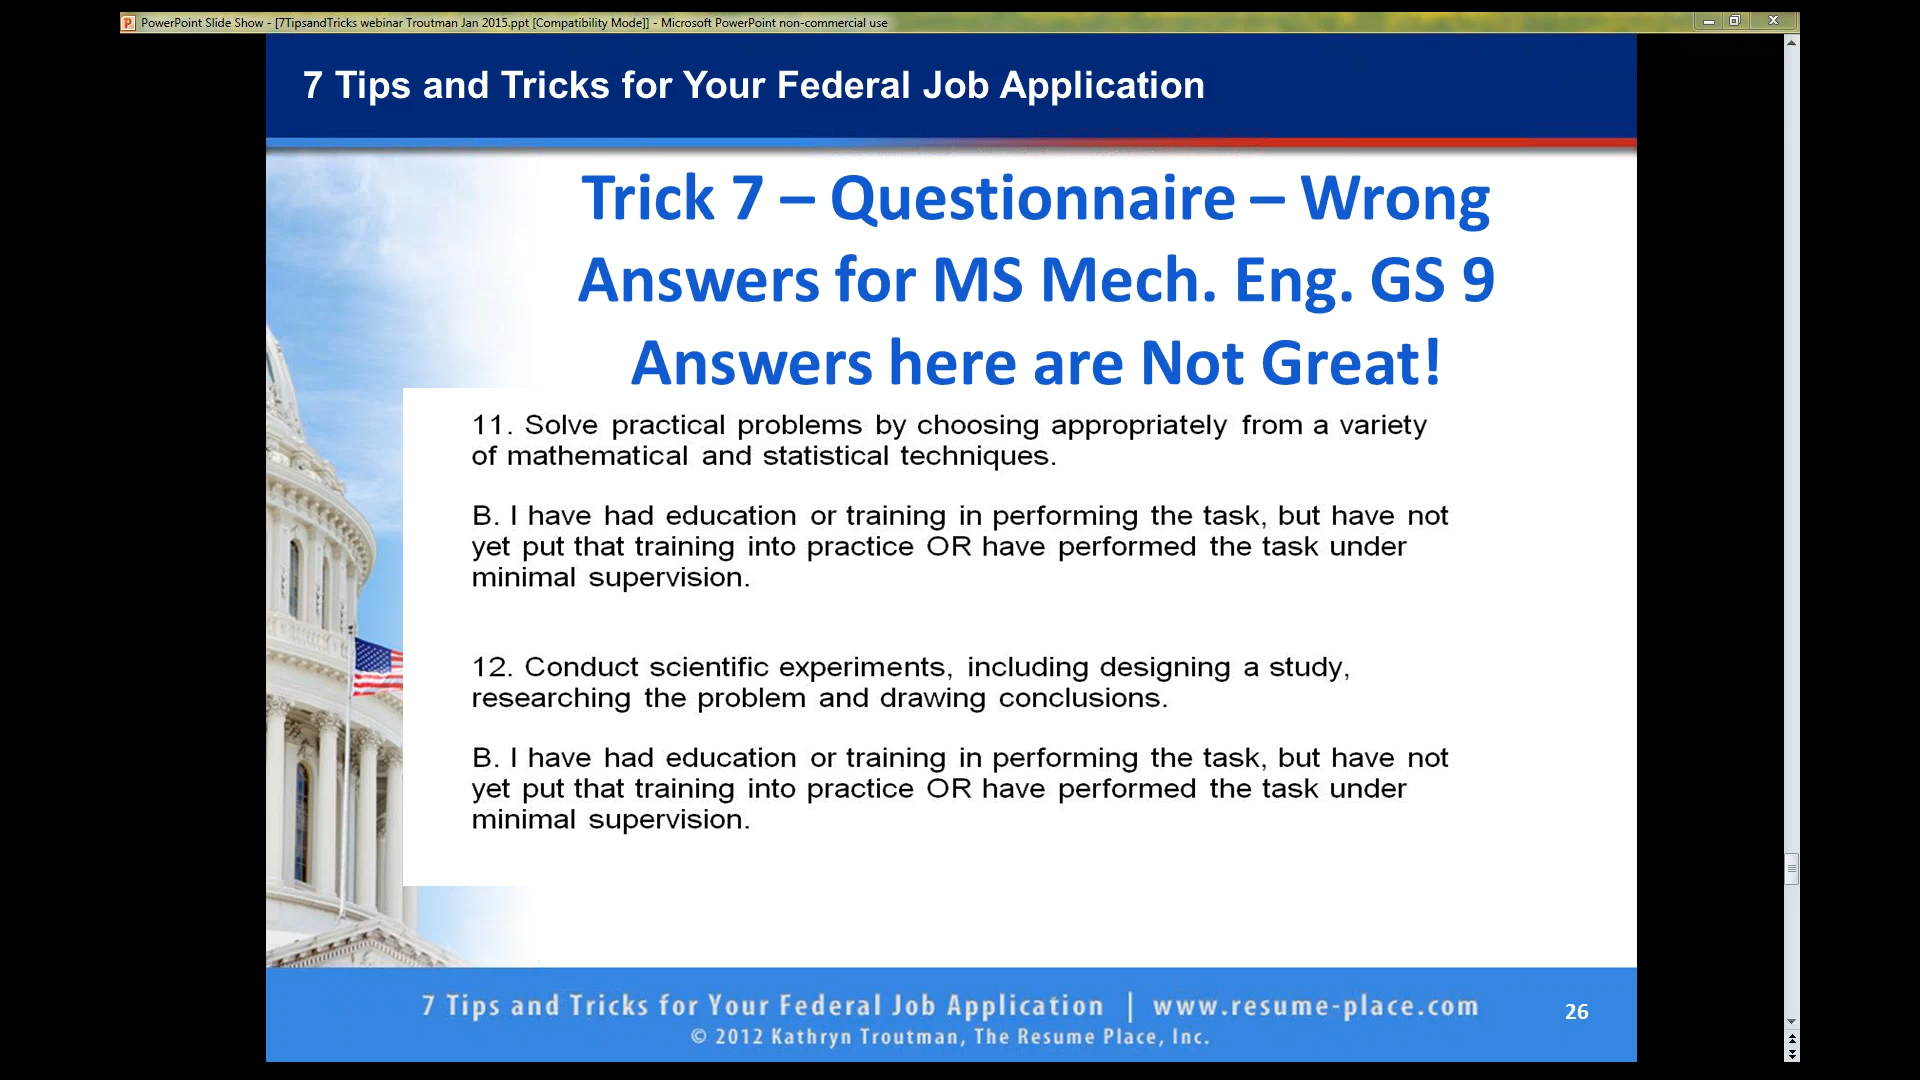 PowerPoint Slide Show - [7TipsandTricks webinar Troutman Jan 2015.ppt [Compatibility Mode]] - Microsoft PowerPoint non-commercial use
7 Tips and Tricks for Your Federal Job Application
Trick 7 – Questionnaire – Wrong
Answers for MS Mech. Eng. GS 9
Answers here are Not Great!
11. Solve practical problems by choosing appropriately from a variety
of mathematical and statistical techniques.
B. I have had education or training in performing the task, but have not
yet put that training into practice OR have performed the task under
minimal supervision.
12. Conduct scientific experiments, including designing a study,
researching the problem and drawing conclusions.
B. I have had education or training in performing the task, but have not
yet put that training into practice OR have performed the task under
minimal supervision.
7 Tips and Tricks for Your Federal Job Application | www.resume-place.com
26
© 2012 Kathryn Troutman, The Resume Place, Inc.